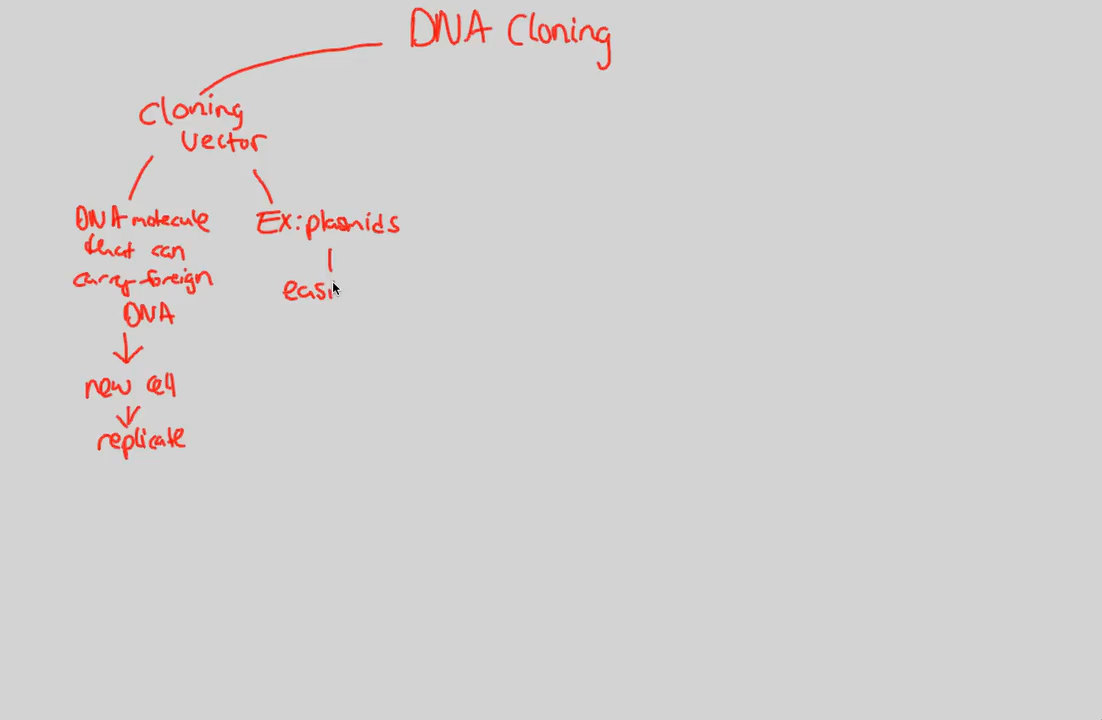 DNA Cloning
Cloning
Vector
DNA molecule
that can
carry foreign
DNA
new cell
replicate
Ex: plasmids
easi